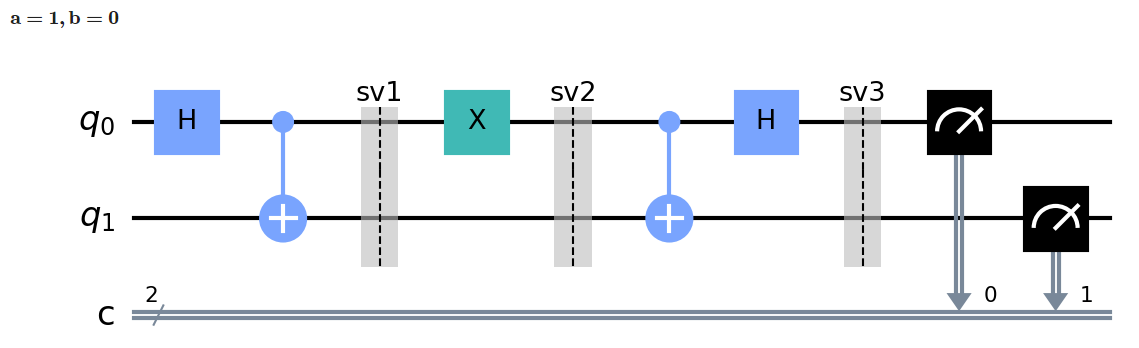 a = 1, b = 0
sv1 sv2 sv3
q0 H X H
q1
2 0 1
c